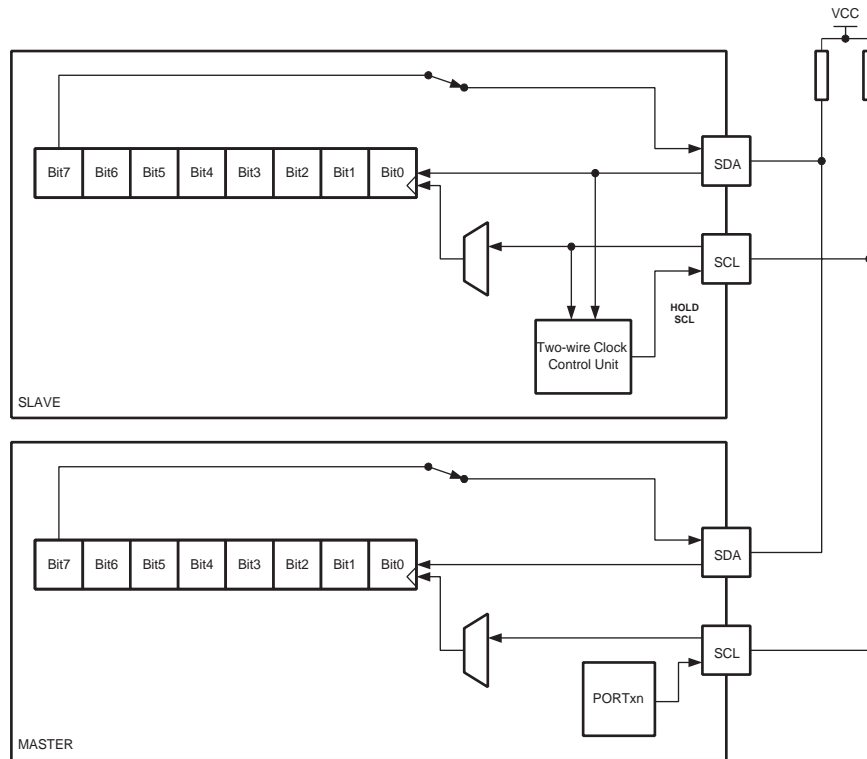 VCC
Bit7 Bit6 Bit5 Bit4 Bit3 Bit2 Bit1 Bit0
SDA
SCL
HOLD
SCL
Two-wire Clock
Control Unit
SLAVE
Bit7 Bit6 Bit5 Bit4 Bit3 Bit2 Bit1 Bit0
SDA
SCL
PORTxn
MASTER